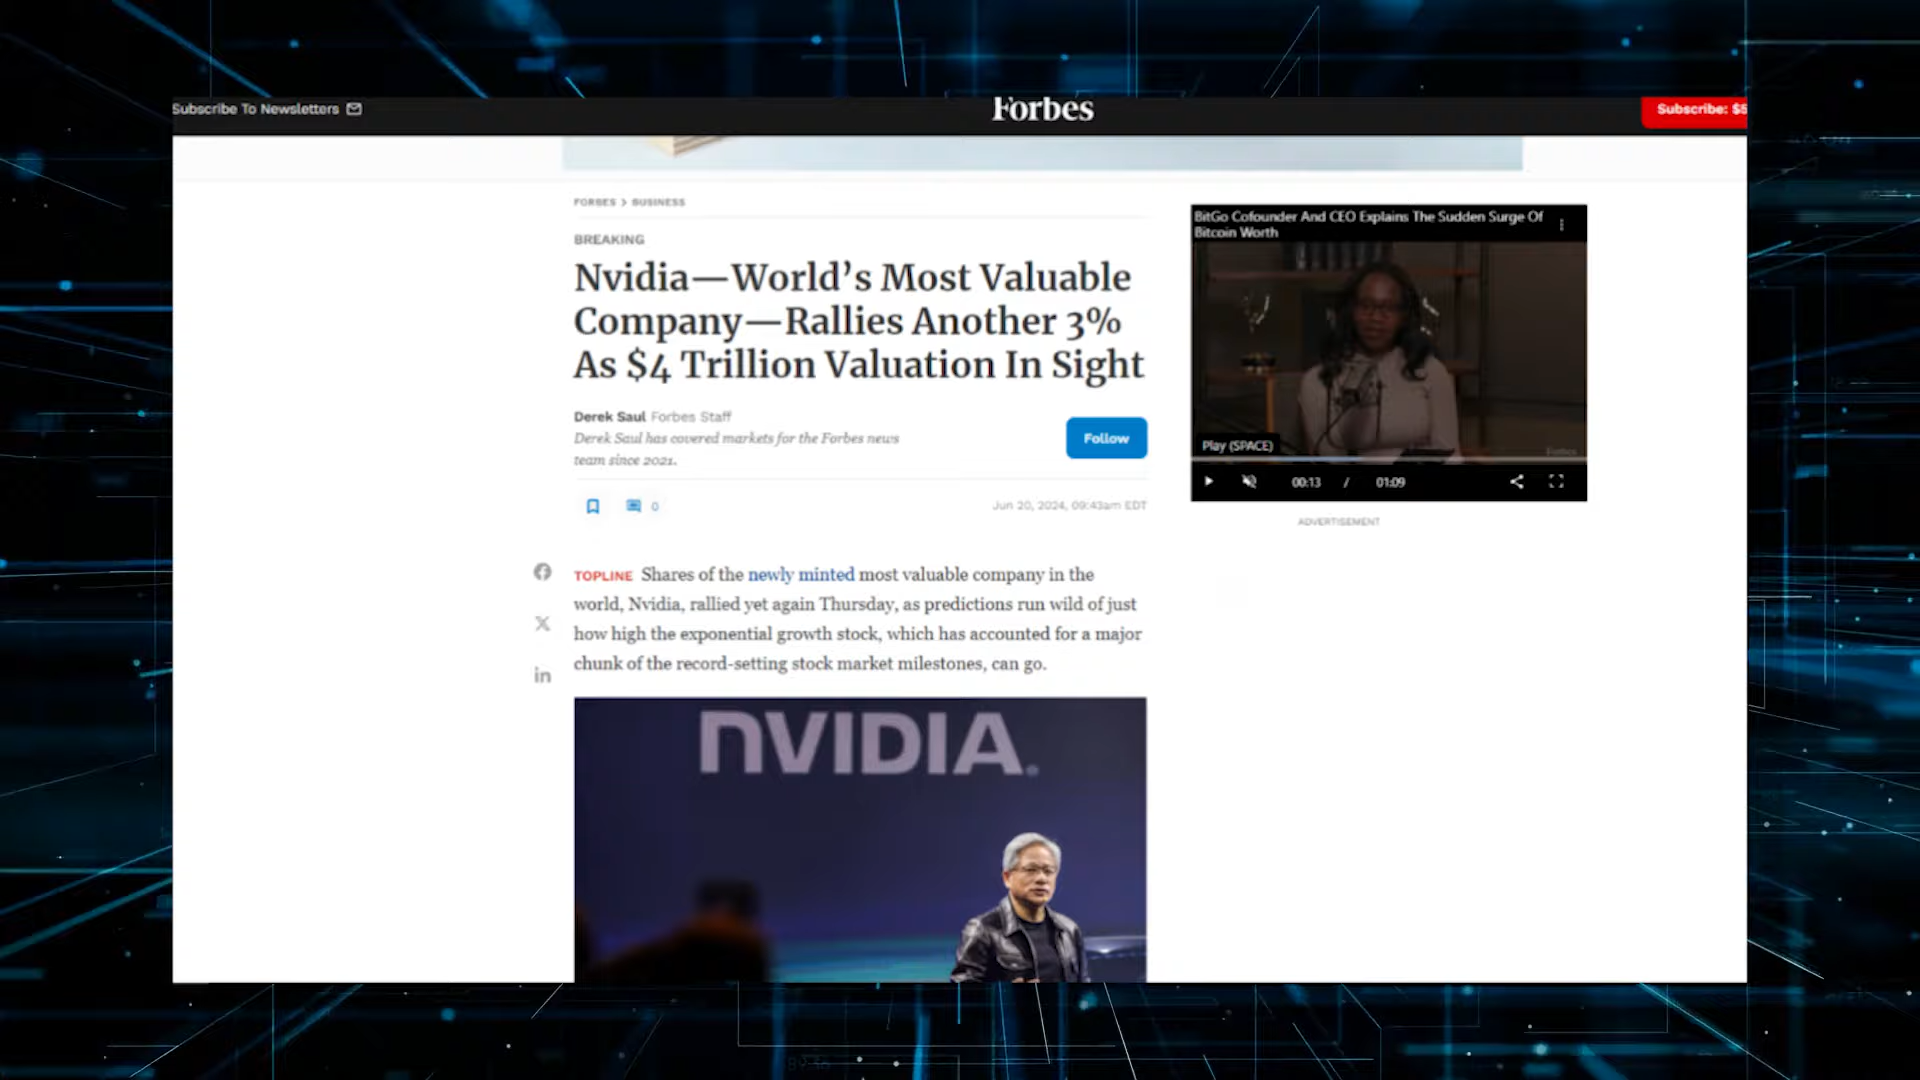 Subscribe To Newsletters
Forbes
Subscribe: $5
FORBES > BUSINESS
BREAKING
Nvidia—World’s Most Valuable
Company—Rallies Another 3%
As $4 Trillion Valuation In Sight
Derek Saul Forbes Staff
Derek Saul has covered markets for the Forbes news
team since 2021.
Follow
0
Jun 20, 2024, 09:43am EDT
TOPLINE Shares of the newly minted most valuable company in the
world, Nvidia, rallied yet again Thursday, as predictions run wild of just
how high the exponential growth stock, which has accounted for a major
chunk of the record-setting stock market milestones, can go.
in
NVIDIA.
BitGo Cofounder And CEO Explains The Sudden Surge Of
Bitcoin Worth
Play (SPACE)
Forbes
00:13 / 01:09
ADVERTISEMENT